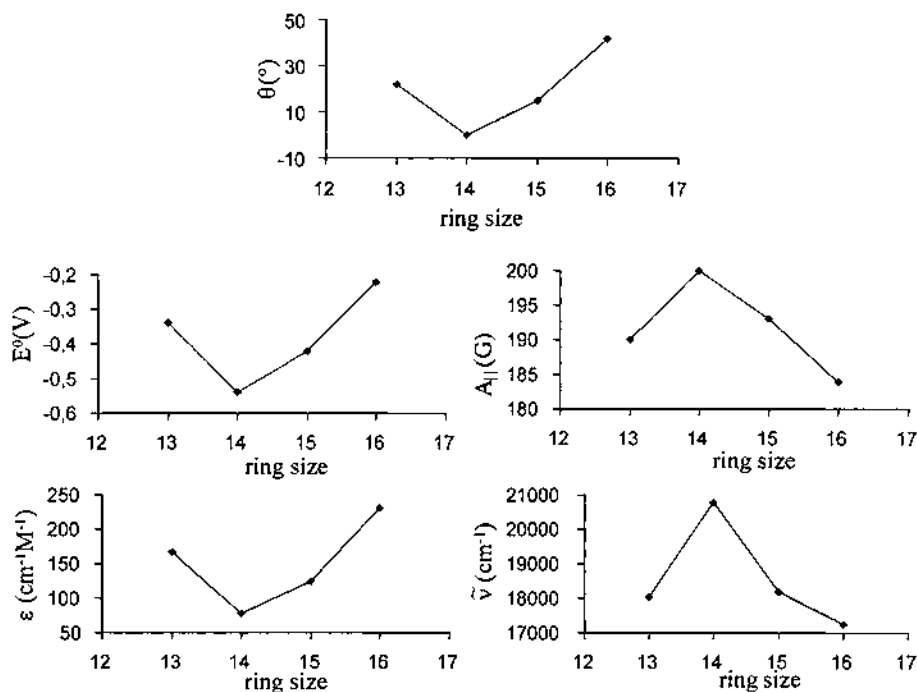 50
30
10
-10
θ(°)
12 13 14 15 16 17
ring size
-0,2
-0,3
-0,4
-0,5
-0,6
E⁰(V)
12 13 14 15 16 17
ring size
200
195
190
185
180
A||(G)
12 13 14 15 16 17
ring size
250
200
150
100
50
ε (cm⁻¹M⁻¹)
12 13 14 15 16 17
ring size
21000
20000
19000
18000
17000
ṽ (cm⁻¹)
12 13 14 15 16 17
ring size